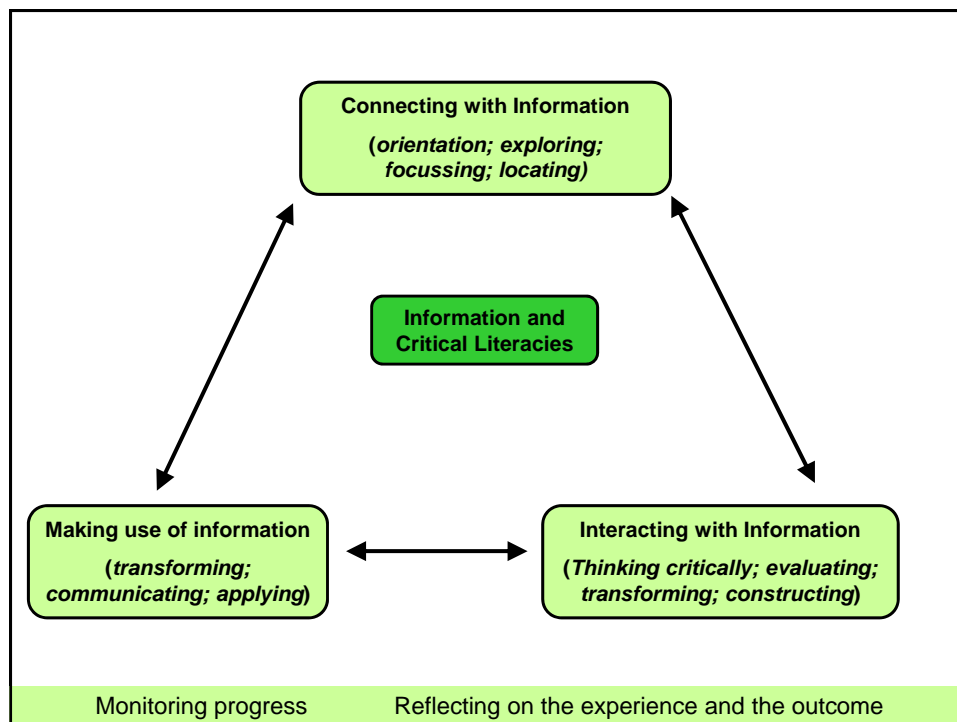 Connecting with Information
(orientation; exploring;
focussing; locating)
Information and
Critical Literacies
Making use of information
(transforming;
communicating; applying)
Interacting with Information
(Thinking critically; evaluating;
transforming; constructing)
Monitoring progress
Reflecting on the experience and the outcome